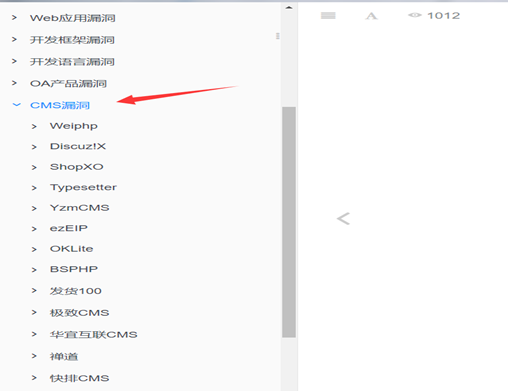 Web应用漏洞
开发框架漏洞
开发语言漏洞
OA产品漏洞
CMS漏洞
Weiphp
Discuz!X
ShopXO
Typesetter
YzmCMS
ezEIP
OKLite
BSPHP
发货100
极致CMS
华宜互联CMS
禅道
快排CMS
A 1012